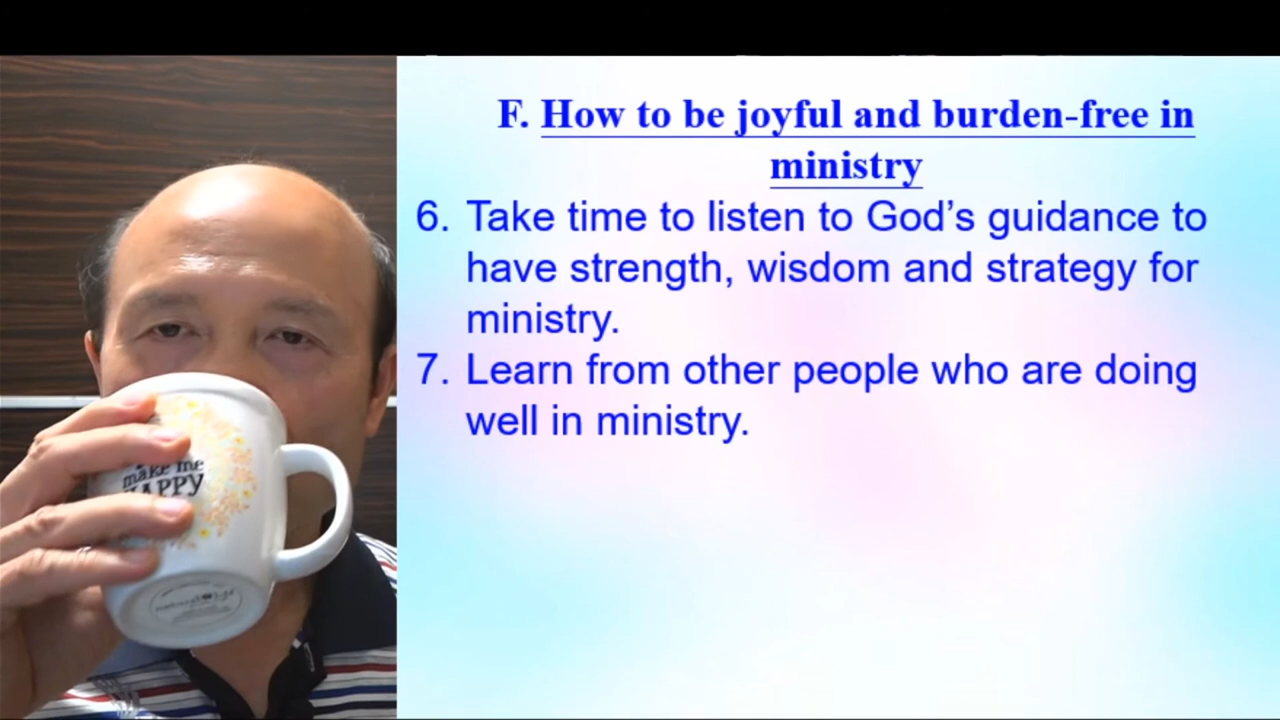 F. How to be joyful and burden-free in
ministry
6. Take time to listen to God’s guidance to
have strength, wisdom and strategy for
ministry.
7. Learn from other people who are doing
well in ministry.
make me
HAPPY